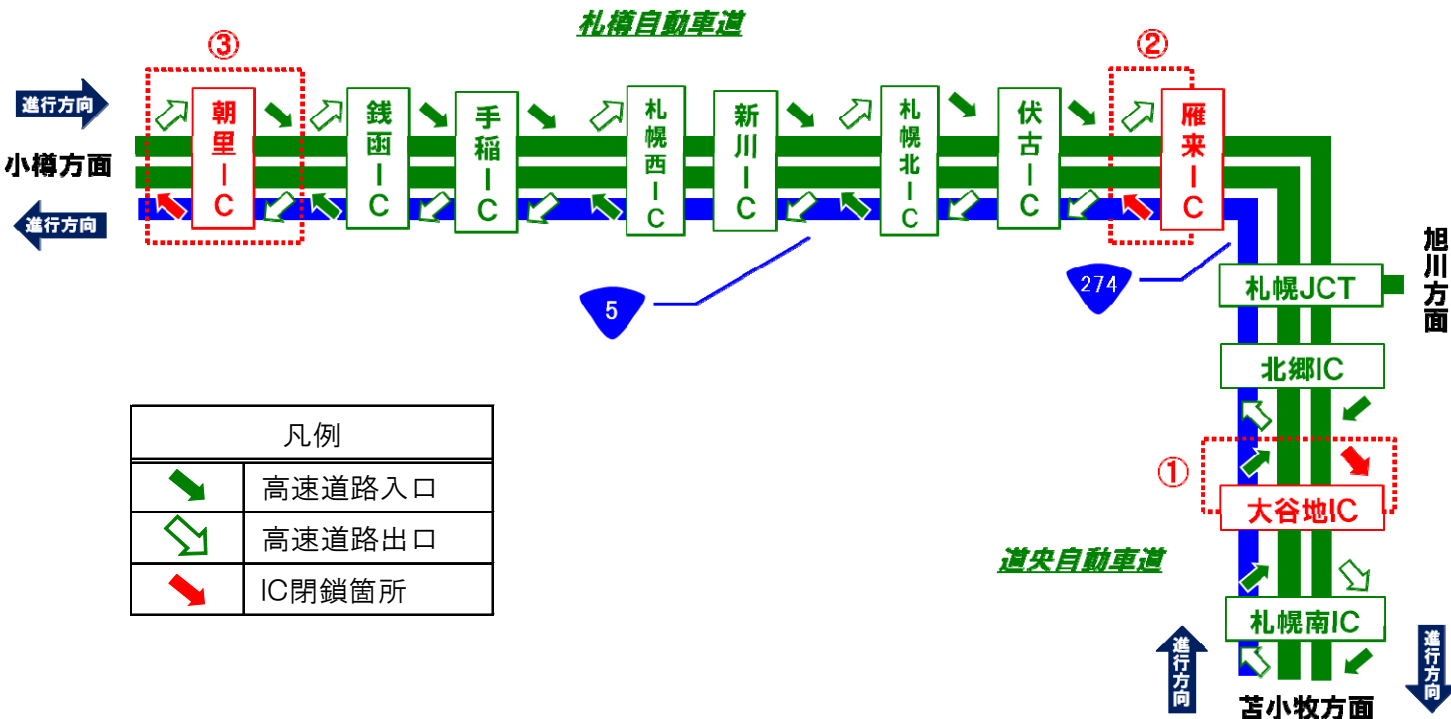 札樽自動車道
③
②
進行方向
小樽方面
進行方向
朝里IC
銭函IC
手稲IC
札幌西IC
新川IC
札幌北IC
伏古IC
雁来IC
5
274
旭川方面
札幌JCT
北郷IC
①
大谷地IC
道央自動車道
札幌南IC
進行方向
進行方向
苫小牧方面
凡例
高速道路入口
高速道路出口
IC閉鎖箇所